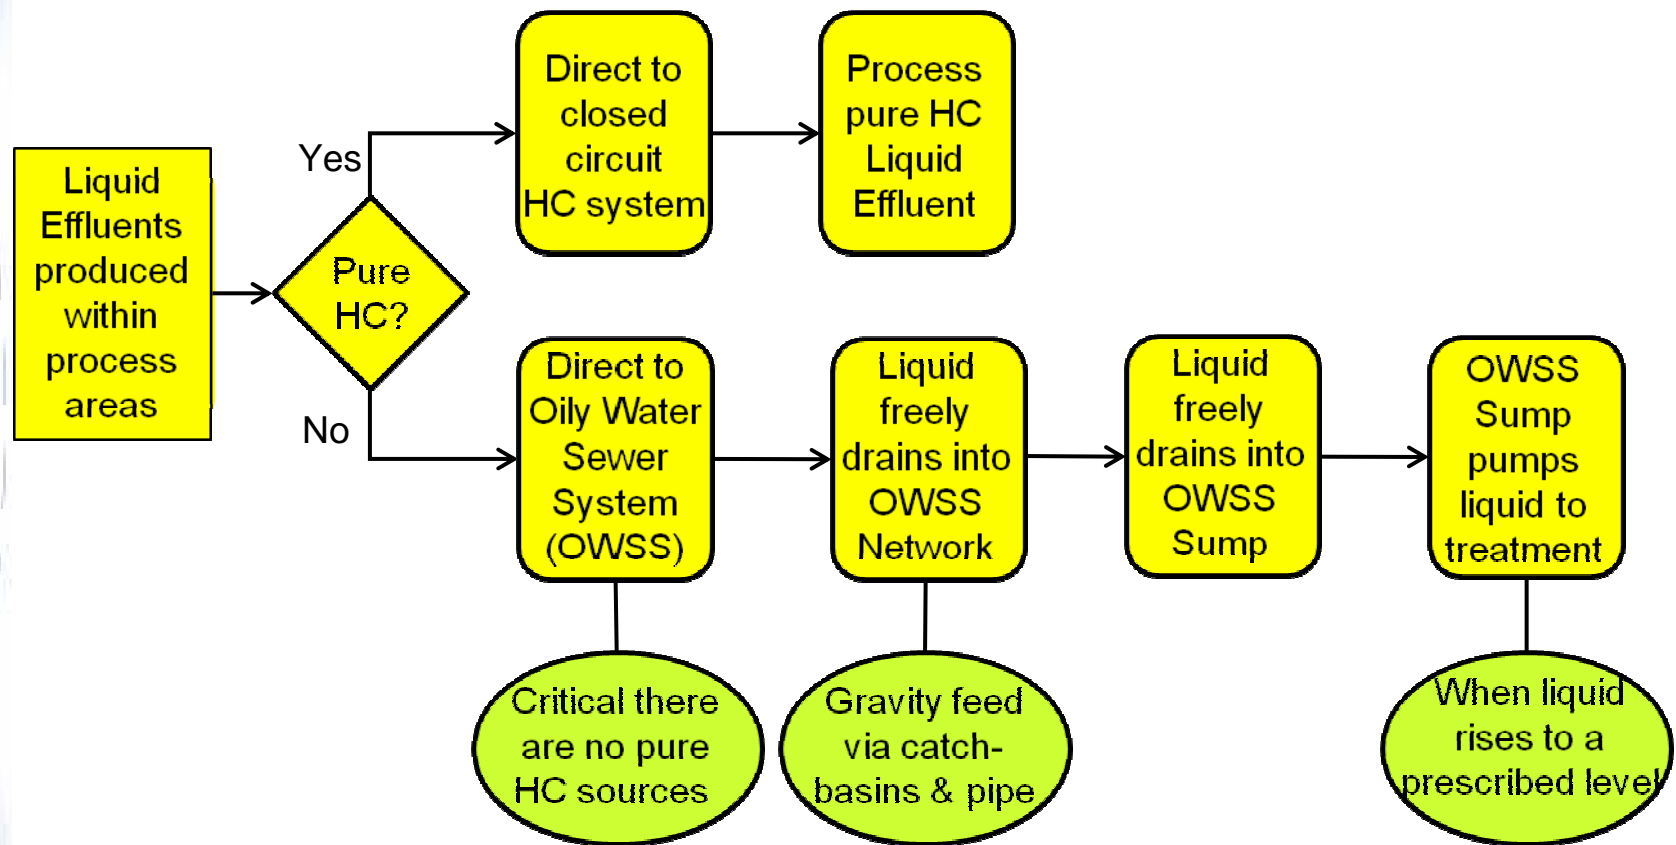 Liquid
Effluents
produced
within
process
areas
Pure
HC?
Yes
Direct to
closed
circuit
HC system
Process
pure HC
Liquid
Effluent
No
Direct to
Oily Water
Sewer
System
(OWSS)
Liquid
freely
drains into
OWSS
Network
Liquid
freely
drains into
OWSS
Sump
OWSS
Sump
pumps
liquid to
treatment
Critical there
are no pure
HC sources
Gravity feed
via catch-
basins & pipe
When liquid
rises to a
prescribed level